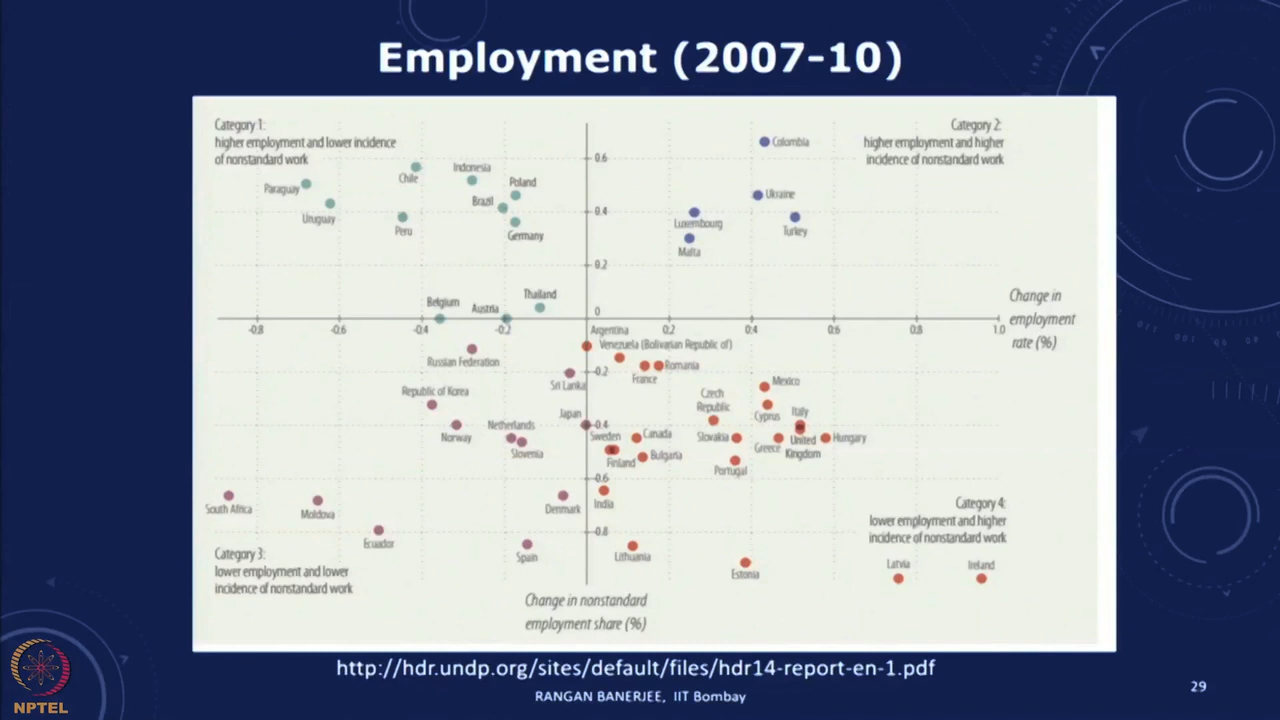 Employment (2007-10)
Category 1:
higher employment and lower incidence
of nonstandard work
Category 2:
higher employment and higher
incidence of nonstandard work
Colombia
0.6
Indonesia
Chile
Paraguay
Poland
Ukraine
Brazil
Uruguay
0.4
Luxembourg
Peru
Turkey
Germany
Malta
0.2
Thailand
Belgium
Austria
0
Change in
employment
rate (%)
-0.8
-0.6
-0.4
-0.2
Argentina
0.2
0.4
0.6
0.8
1.0
Venezuela (Bolivarian Republic of)
Russian Federation
France
Romania
-0.2
Sri Lanka
Mexico
Republic of Korea
Czech
Republic
Japan
Cyprus
Italy
Netherlands
-0.4
Norway
Sweden
Canada
Slovakia
Greece
United
Kingdom
Hungary
Slovenia
Finland
Bulgaria
Portugal
-0.6
South Africa
Moldova
Denmark
India
Category 4:
lower employment and higher
incidence of nonstandard work
-0.8
Ecuador
Spain
Lithuania
Category 3:
lower employment and lower
incidence of nonstandard work
Estonia
Latvia
Ireland
Change in nonstandard
employment share (%)
http://hdr.undp.org/sites/default/files/hdr14-report-en-1.pdf
RANGAN BANERJEE, IIT Bombay
29
NPTEL